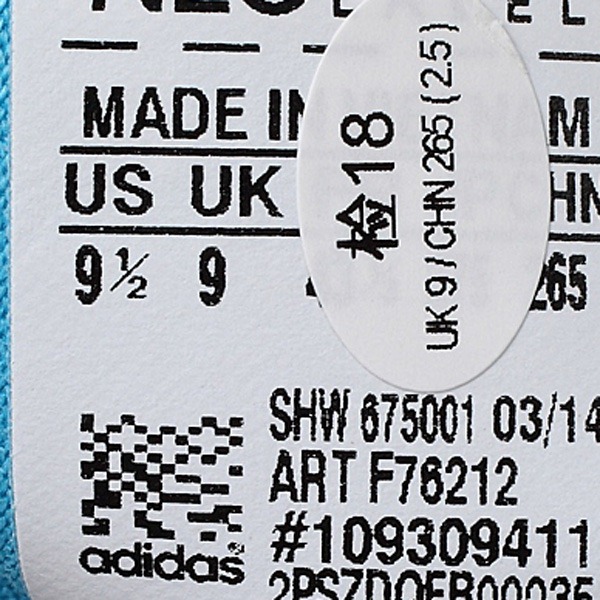 MADE IN
M
US UK
HN
9½ 9
265
检18
UK 9 / CHN 265 (2.5)
SHW 675001 03/14
ART F76212
#109309411
adidas®